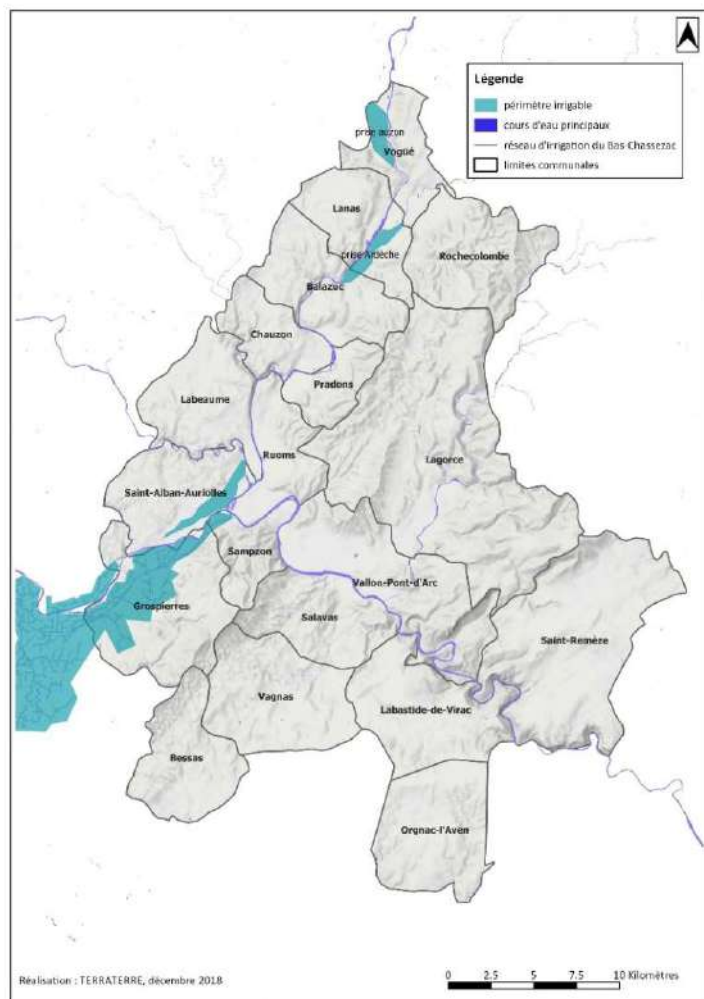 Légende
périmètre irrigable
cours d'eau principaux
réseau d'irrigation du Bas-Chassezac
limites communales
prise auzon
Vogüé
Lanas
prise Ardèche
Rochecolombe
Balazuc
Chauzon
Pradons
Labeaume
Ruoms
Lagorce
Saint-Alban-Auriolles
Sampzon
Vallon-Pont-d'Arc
Grospierres
Salavas
Saint-Remèze
Vagnas
Labastide-de-Virac
Bessas
Orgnac-l'Aven
Réalisation : TERRATERRE, décembre 2018
0 2.5 5 7.5 10 Kilomètres